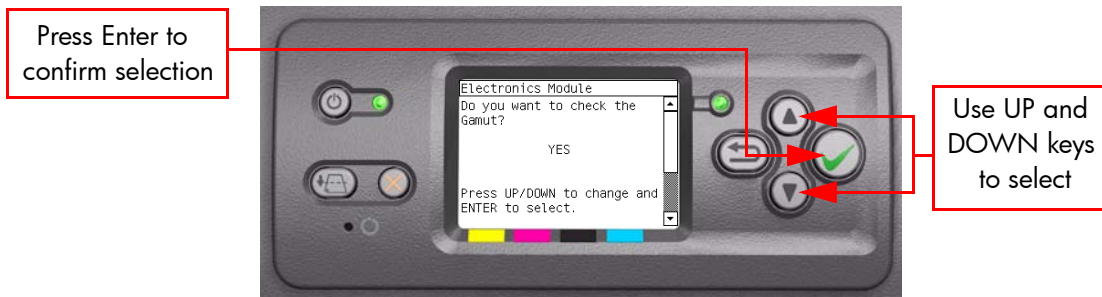 Press Enter to
confirm selection
Electronics Module
Do you want to check the
Gamut?
YES
Press UP/DOWN to change and
ENTER to select.
Use UP and
DOWN keys
to select